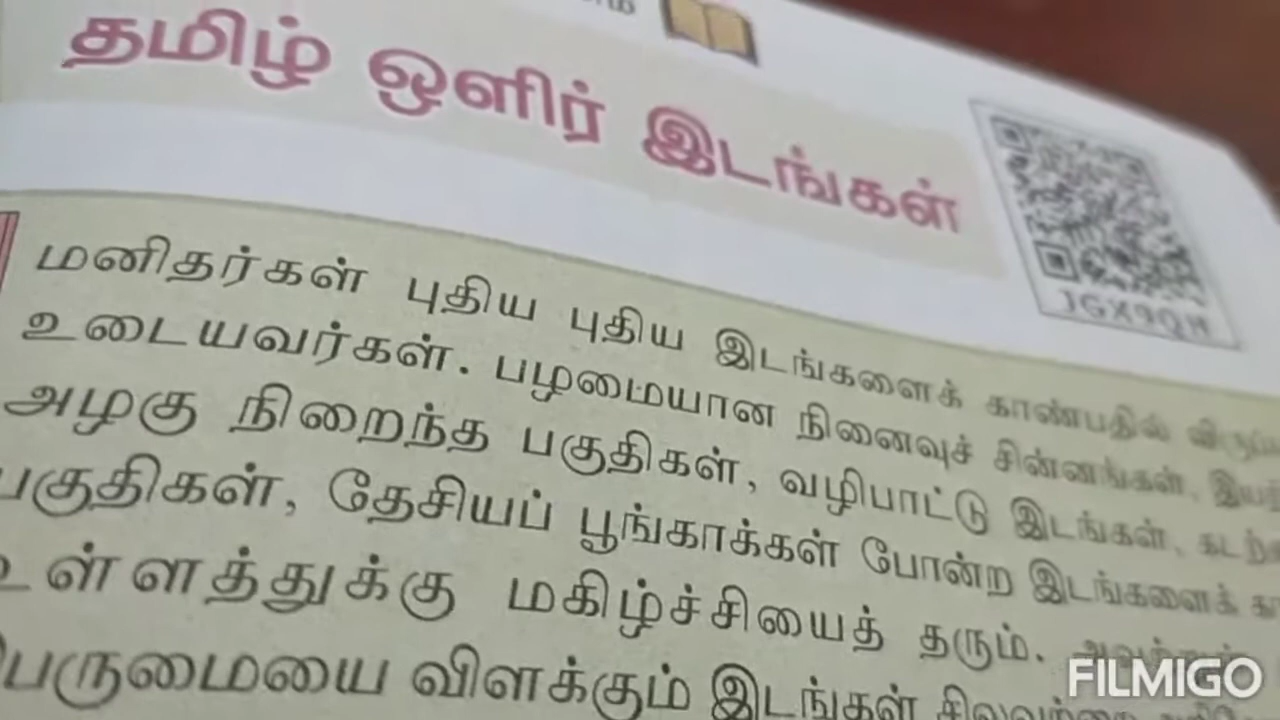 தமிழ் ஒளிர் இடங்கள்
JGX9QH
மனிதர்கள் புதிய புதிய இடங்களைக் காண்பதில்
உடையவர்கள். பழமையான நினைவுச் சின்னங்கள்,
அழகு நிறைந்த பகுதிகள், வழிபாட்டு இடங்கள்,
பகுதிகள், தேசியப் பூங்காக்கள் போன்ற இடங்களைக்
உள்ளத்துக்கு மகிழ்ச்சியைத் தரும்.
பெருமையை விளக்கும் இடங்கள்
FILMIGO